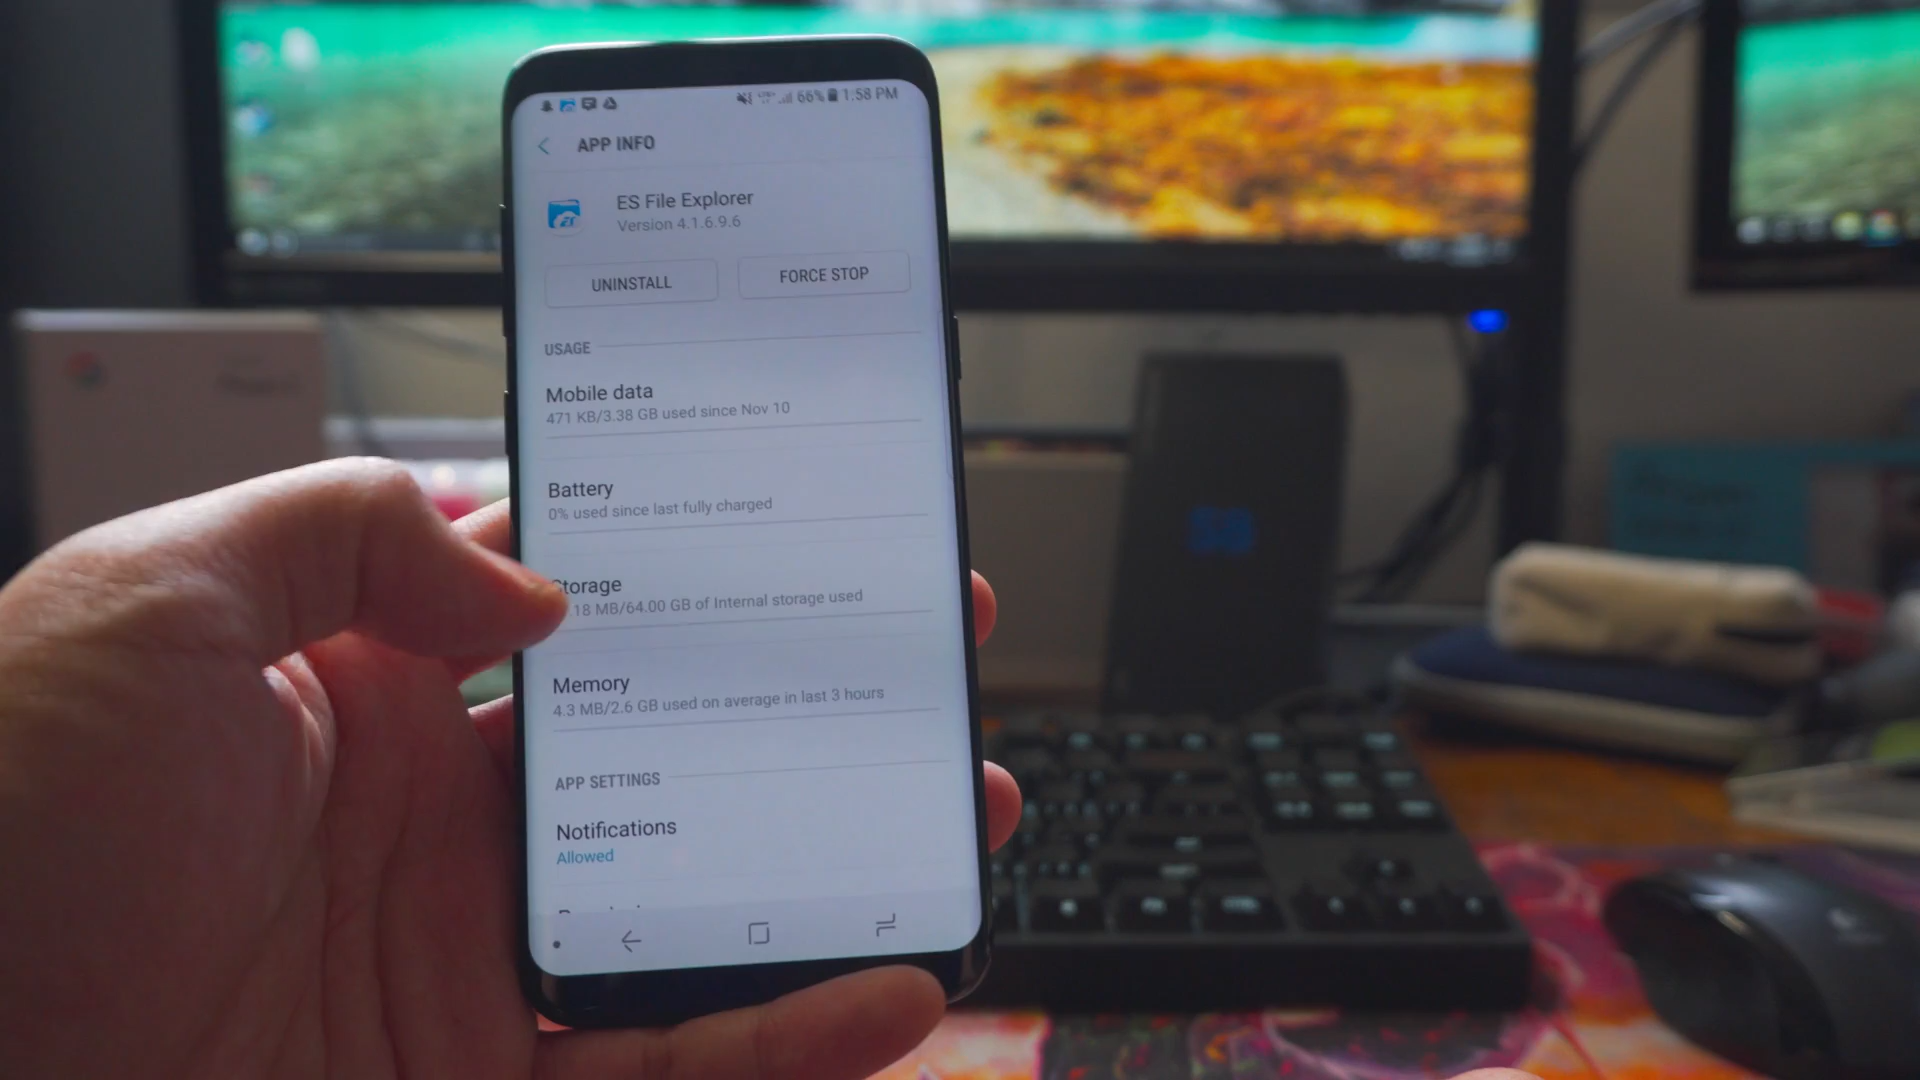 66% 1:58 PM
APP INFO
ES File Explorer
Version 4.1.6.9.6
UNINSTALL
FORCE STOP
USAGE
Mobile data
471 KB/3.38 GB used since Nov 10
Battery
0% used since last fully charged
Storage
18 MB/64.00 GB of Internal storage used
Memory
4.3 MB/2.6 GB used on average in last 3 hours
APP SETTINGS
Notifications
Allowed